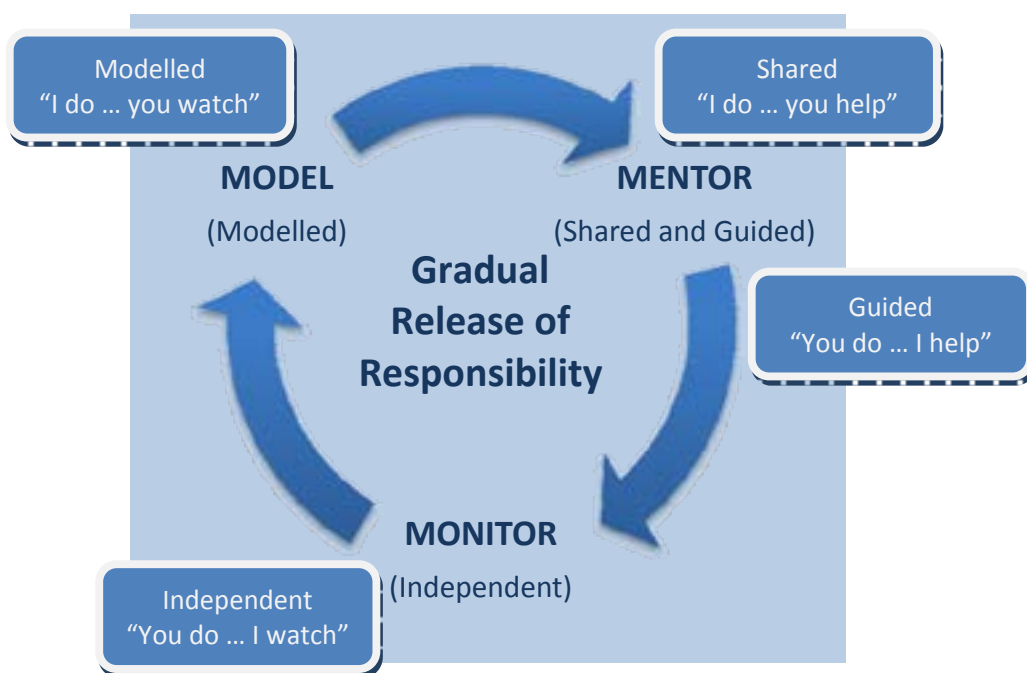 Modelled
“I do … you watch”
Shared
“I do … you help”
MODEL
(Modelled)
MENTOR
(Shared and Guided)
Gradual
Release of
Responsibility
Guided
“You do … I help”
MONITOR
(Independent)
Independent
“You do … I watch”